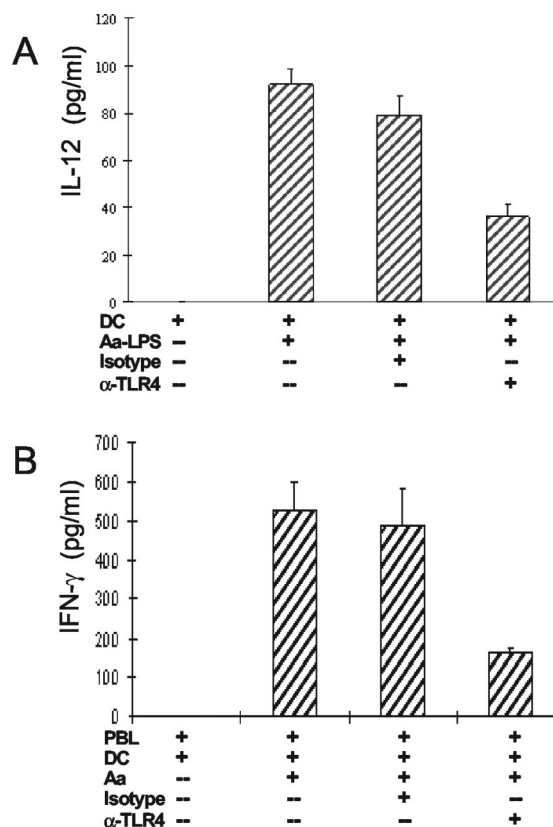 A
IL-12 (pg/ml)
120
100
80
60
40
20
0
DC + + + +
Aa-LPS -- + + +
Isotype -- -- + --
α-TLR4 -- -- -- +
B
IFN-γ (pg/ml)
700
600
500
400
300
200
100
0
PBL + + + +
DC + + + +
Aa -- + + +
Isotype -- -- + --
α-TLR4 -- -- -- +